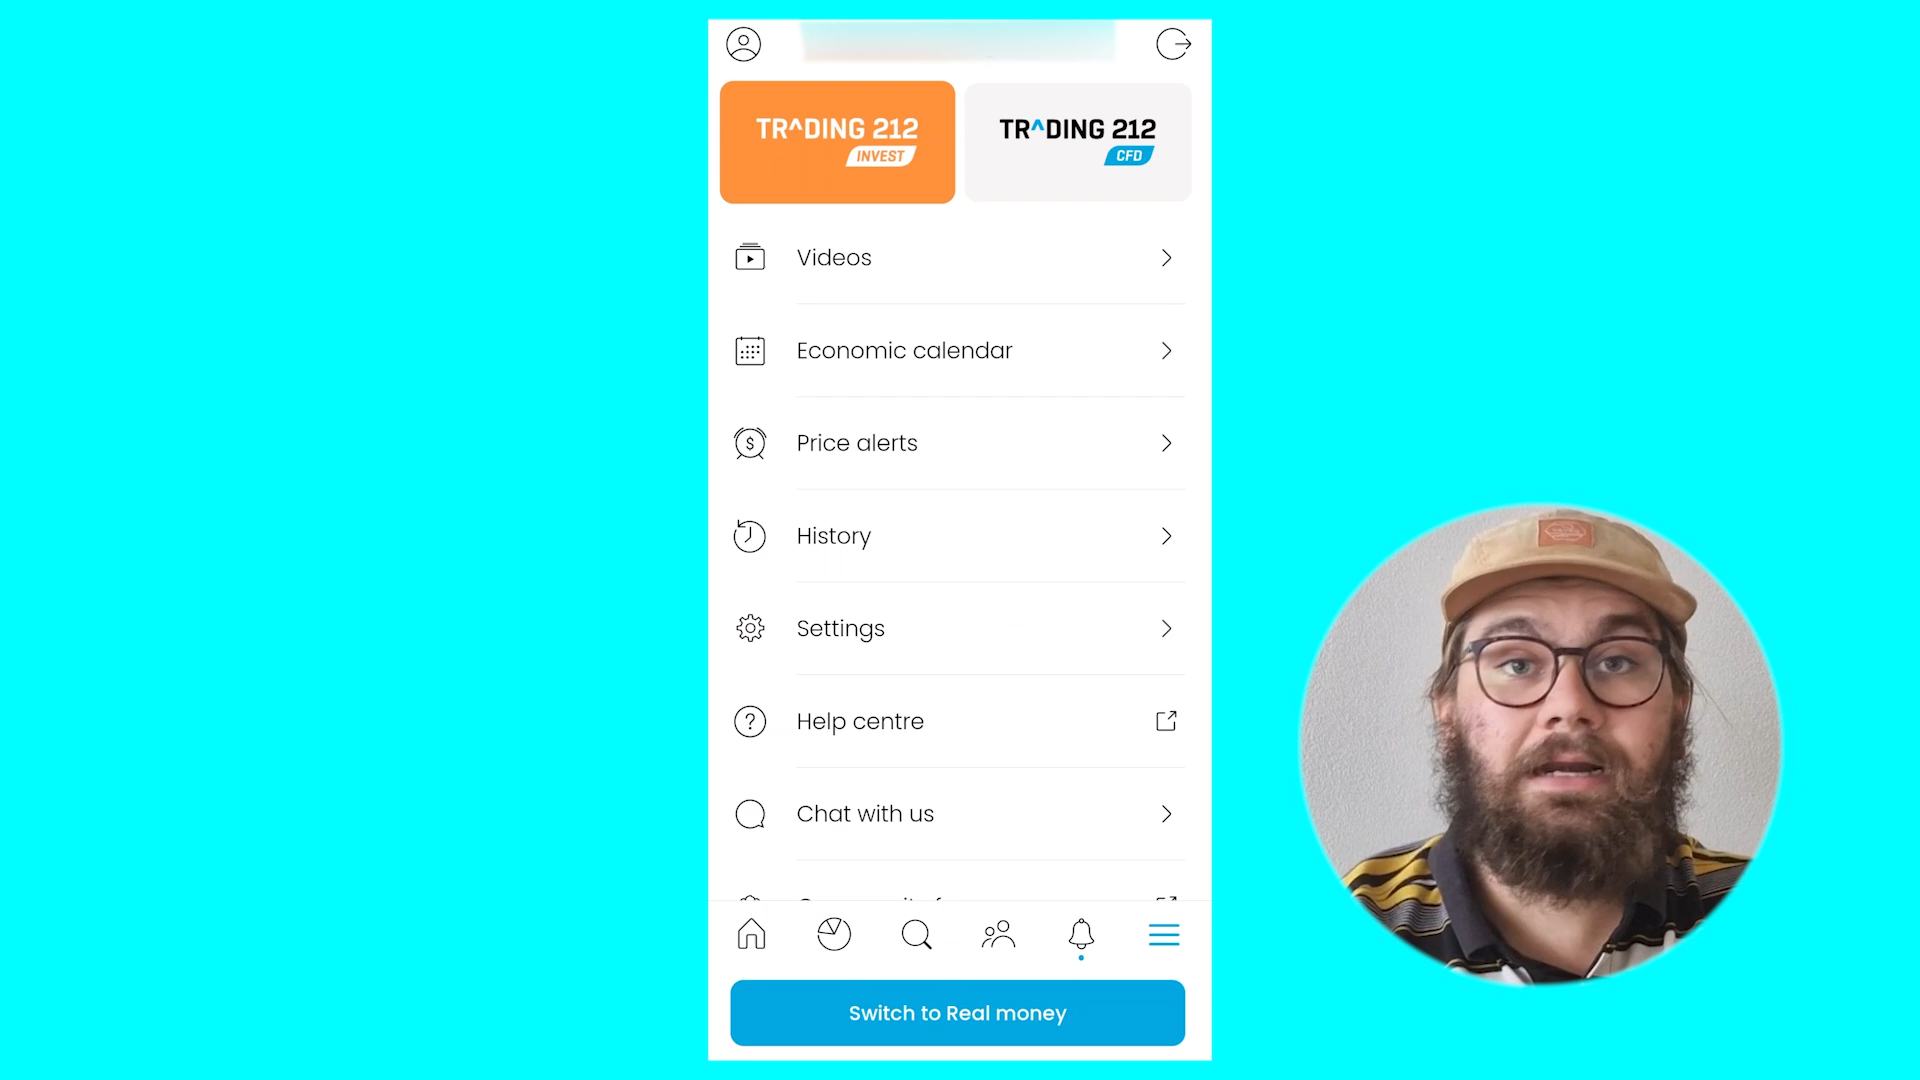 TR^DING 212
INVEST
TR^DING 212
CFD
Videos
Economic calendar
Price alerts
History
Settings
Help centre
Chat with us
Switch to Real money